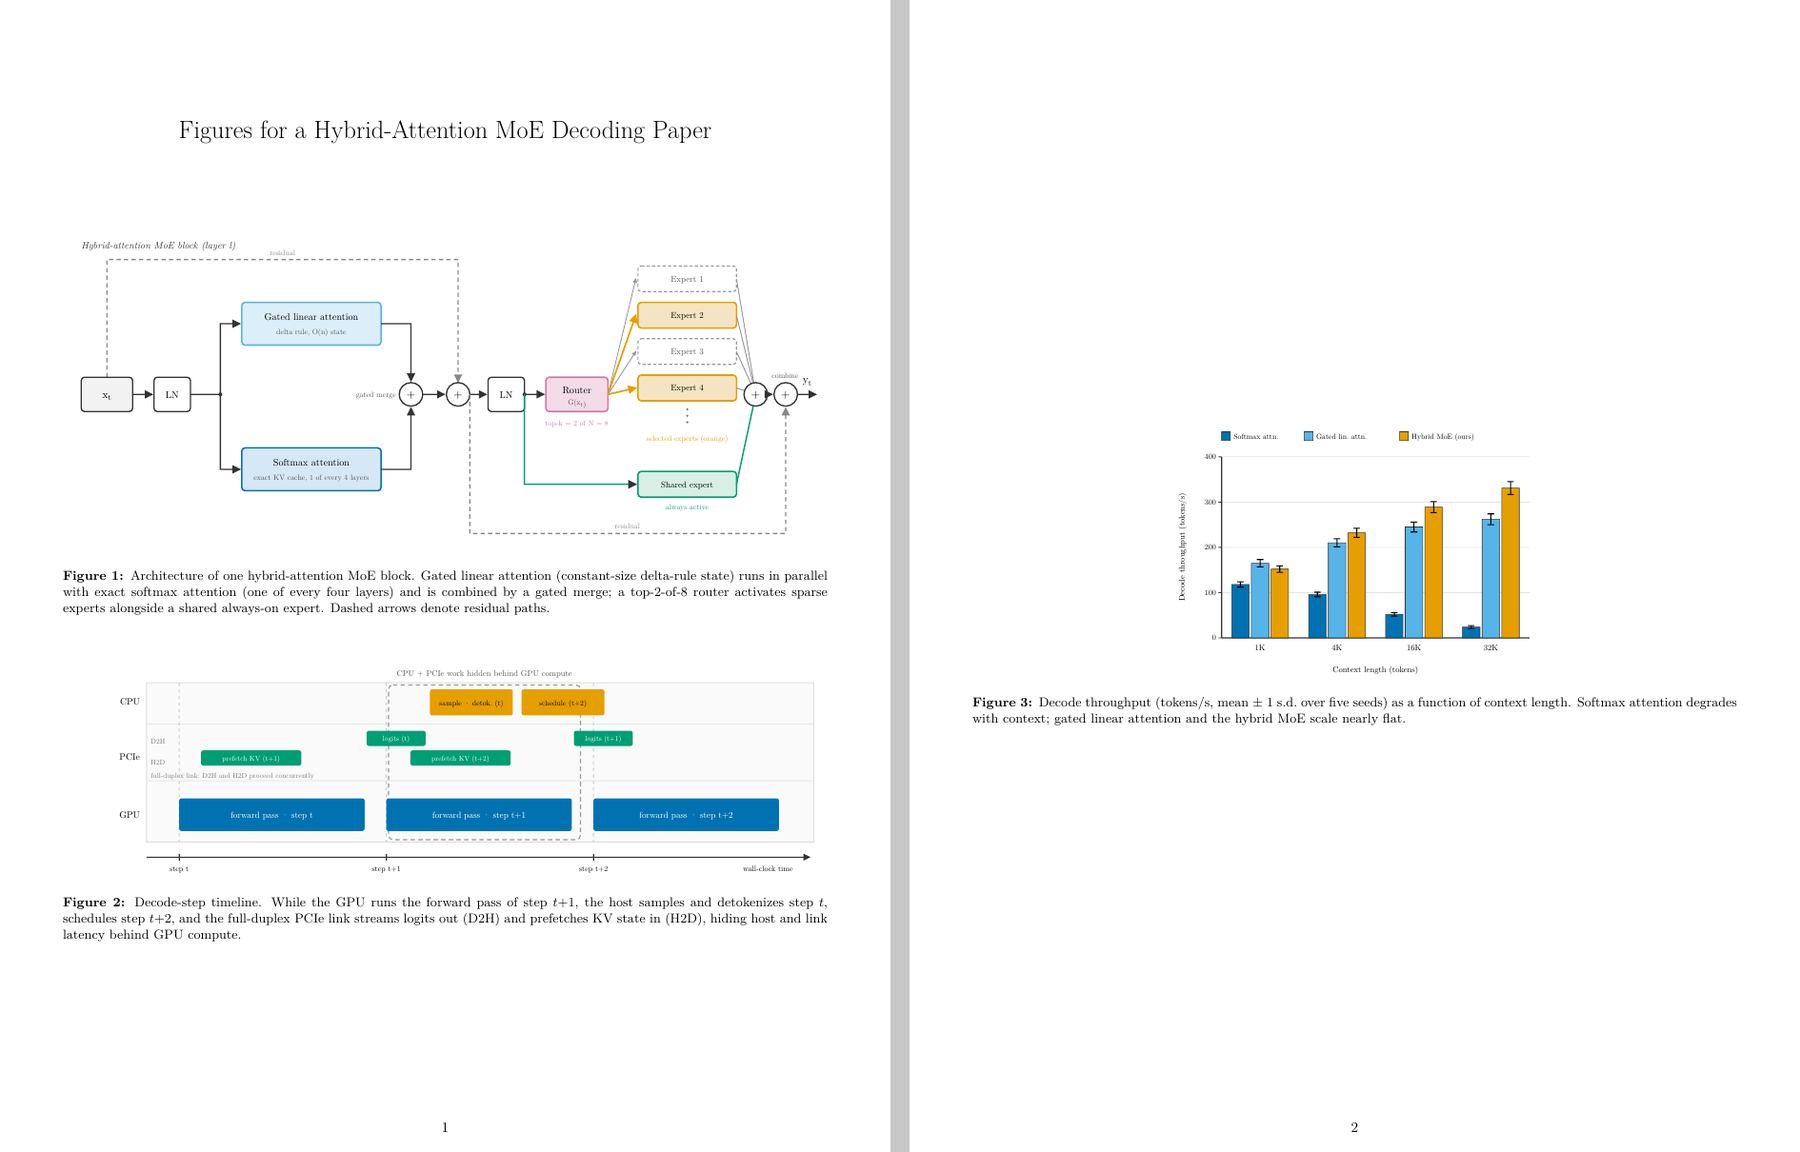 Figures for a Hybrid-Attention MoE Decoding Paper
Hybrid-attention MoE block (layer l)
residual
Expert 1
Gated linear attention
delta rule, O(n) state
Expert 2
Expert 3
combine
yt
xt
LN
gated merge
+
+
LN
Router
G(xt)
Expert 4
+
+
top-k = 2 of N = 8
⋮
selected experts (orange)
Softmax attention
exact KV cache, 1 of every 4 layers
Shared expert
always active
residual
Figure 1: Architecture of one hybrid-attention MoE block. Gated linear attention (constant-size delta-rule state) runs in parallel
with exact softmax attention (one of every four layers) and is combined by a gated merge; a top-2-of-8 router activates sparse
experts alongside a shared always-on expert. Dashed arrows denote residual paths.
CPU + PCIe work hidden behind GPU compute
CPU
sample · detok. (t)
schedule (t+2)
D2H
logits (t)
logits (t+1)
PCIe
H2D
prefetch KV (t+1)
prefetch KV (t+2)
full-duplex link: D2H and H2D proceed concurrently
GPU
forward pass · step t
forward pass · step t+1
forward pass · step t+2
step t
step t+1
step t+2
wall-clock time
Figure 2: Decode-step timeline. While the GPU runs the forward pass of step t+1, the host samples and detokenizes step t,
schedules step t+2, and the full-duplex PCIe link streams logits out (D2H) and prefetches KV state in (H2D), hiding host and link
latency behind GPU compute.
1
Softmax attn.
Gated lin. attn.
Hybrid MoE (ours)
400
300
200
100
0
Decode throughput (tokens/s)
1K
4K
16K
32K
Context length (tokens)
Figure 3: Decode throughput (tokens/s, mean ± 1 s.d. over five seeds) as a function of context length. Softmax attention degrades
with context; gated linear attention and the hybrid MoE scale nearly flat.
2